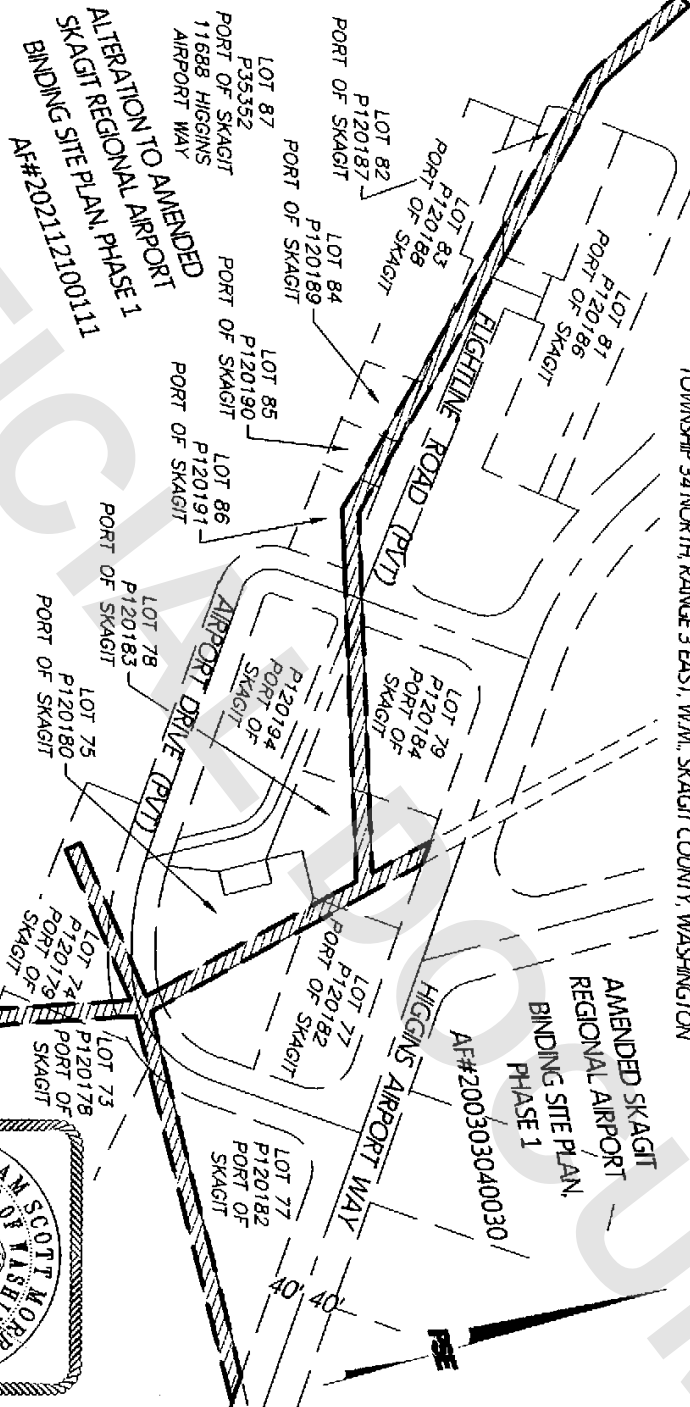 TOWNSHIP 34 NORTH, RANGE 3 EAST, W.M., SKAGIT COUNTY, WASHINGTON
AMENDED SKAGIT
REGIONAL AIRPORT
BINDING SITE PLAN,
PHASE 1
AF#200303040030
LOT 81
P120186
PORT OF SKAGIT
LOT 82
P120187
PORT OF SKAGIT
LOT 83
P120188
PORT OF SKAGIT
LOT 84
P120189
PORT OF SKAGIT
LOT 85
P120190
PORT OF SKAGIT
LOT 86
P120191
PORT OF SKAGIT
LOT 87
P35352
PORT OF SKAGIT
11688 HIGGINS
AIRPORT WAY
ALTERATION TO AMENDED
SKAGIT REGIONAL AIRPORT
BINDING SITE PLAN, PHASE 1
AF#202112100111
FLIGHTLINE ROAD (PVT)
AIRPORT DRIVE (PVT)
HIGGINS AIRPORT WAY
LOT 79
P120184
PORT OF
SKAGIT
P120194
PORT OF
SKAGIT
LOT 78
P120183
PORT OF SKAGIT
LOT 75
P120180
PORT OF SKAGIT
LOT 77
P120182
PORT OF SKAGIT
LOT 77
P120182
PORT OF
SKAGIT
LOT 74
P120179
PORT OF
SKAGIT
LOT 73
P120178
PORT OF
SKAGIT
40' 40'
PSE
AM SCOTT MORR
OF WASHI
CIAL DOCU